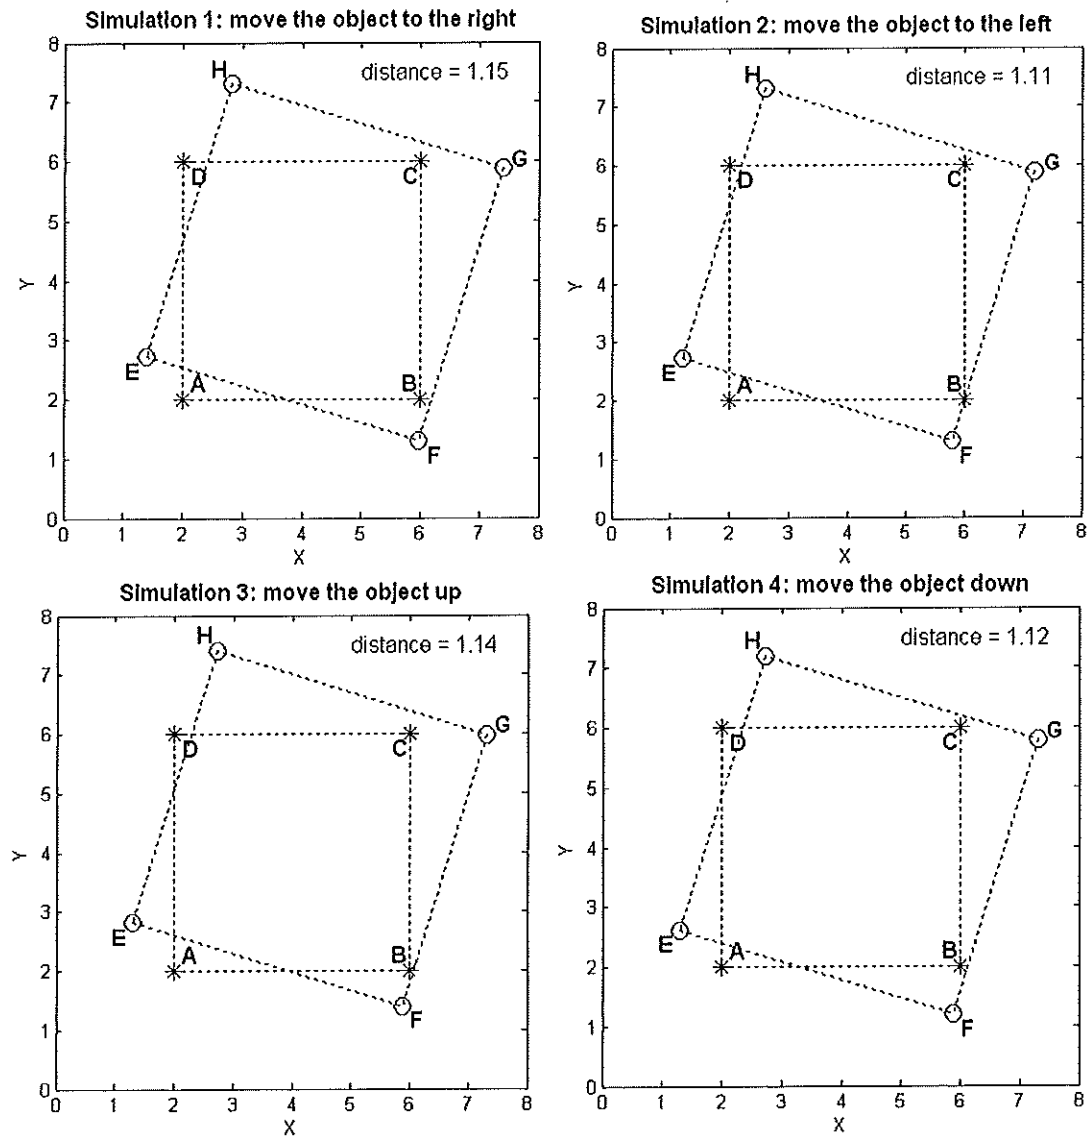 Simulation 1: move the object to the right
distance = 1.15
8
7
6
5
4
3
2
1
0
Y
H
G
D
C
E
A
B
F
0 1 2 3 4 5 6 7 8
X
Simulation 2: move the object to the left
distance = 1.11
8
7
6
5
4
3
2
1
0
Y
H
G
D
C
E
A
B
F
0 1 2 3 4 5 6 7 8
X
Simulation 3: move the object up
distance = 1.14
8
7
6
5
4
3
2
1
0
Y
H
G
D
C
E
A
B
F
0 1 2 3 4 5 6 7 8
X
Simulation 4: move the object down
distance = 1.12
8
7
6
5
4
3
2
1
0
Y
H
G
D
C
E
A
B
F
0 1 2 3 4 5 6 7 8
X